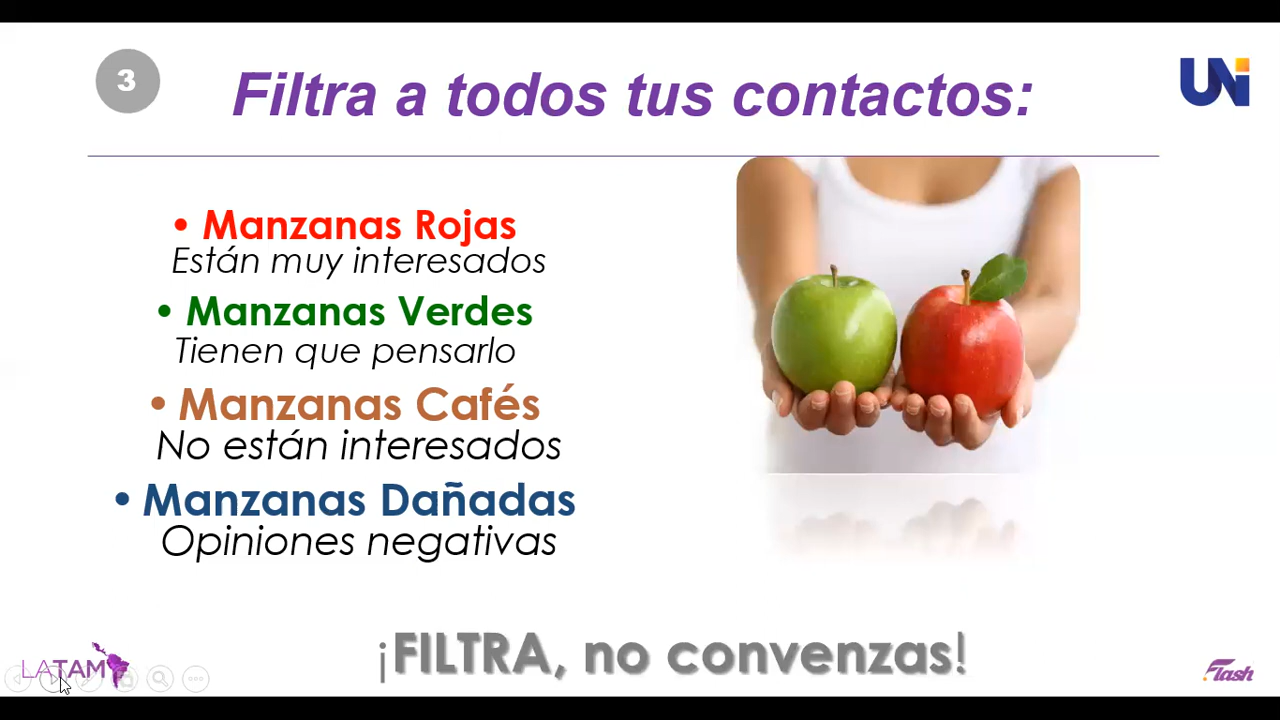 3
Filtra a todos tus contactos:
UNi
• Manzanas Rojas
Están muy interesados
• Manzanas Verdes
Tienen que pensarlo
• Manzanas Cafés
No están interesados
• Manzanas Dañadas
Opiniones negativas
¡FILTRA, no convenzas!
LATAM
Flash